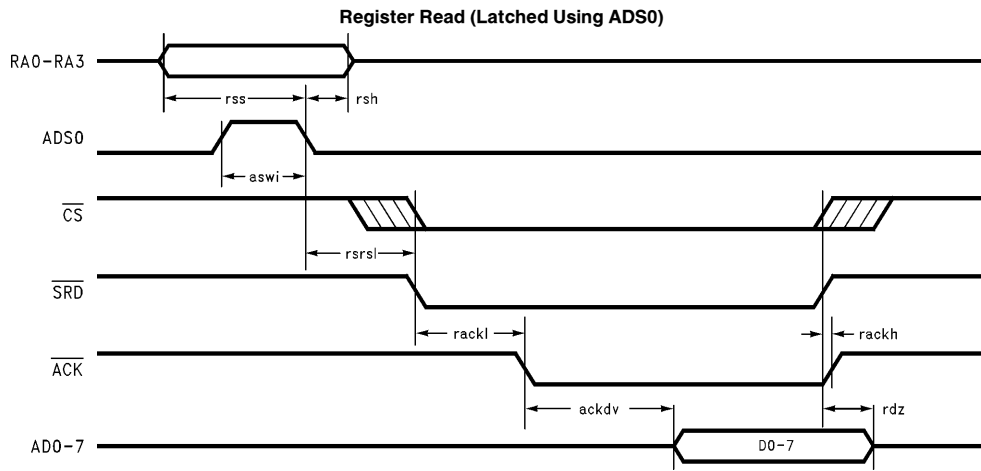 Register Read (Latched Using ADS0)
RA0-RA3
rss
rsh
ADS0
aswi
CS
rsrsl
SRD
rackl
rackh
ACK
ackdv
rdz
AD0-7
D0-7